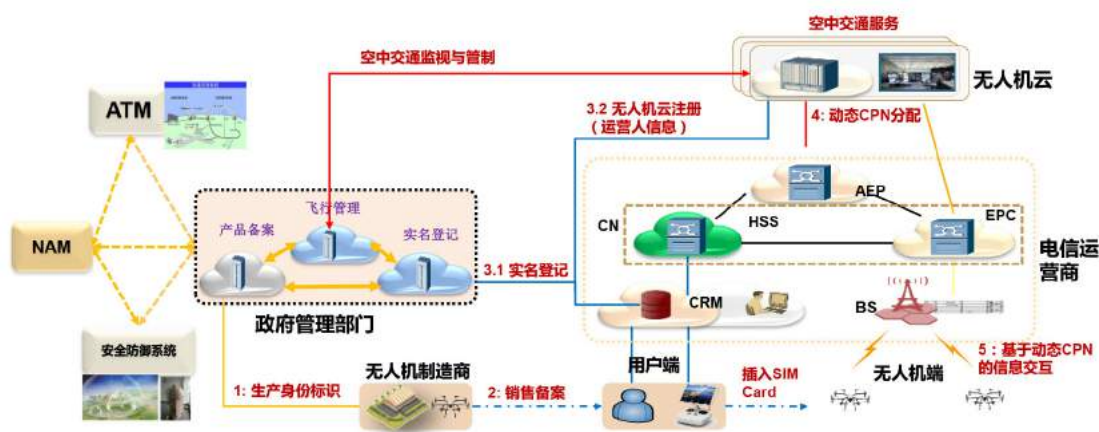 空中交通服务
空中交通监视与管制
无人机云
ATM
3.2 无人机云注册
（运营人信息）
4: 动态CPN分配
AEP
飞行管理
产品备案
实名登记
CN
HSS
EPC
NAM
电信运
营商
3.1 实名登记
CRM
BS
政府管理部门
安全防御系统
无人机制造商
用户端
插入SIM
Card
无人机端
5：基于动态CPN
的信息交互
1: 生产身份标识
2: 销售备案